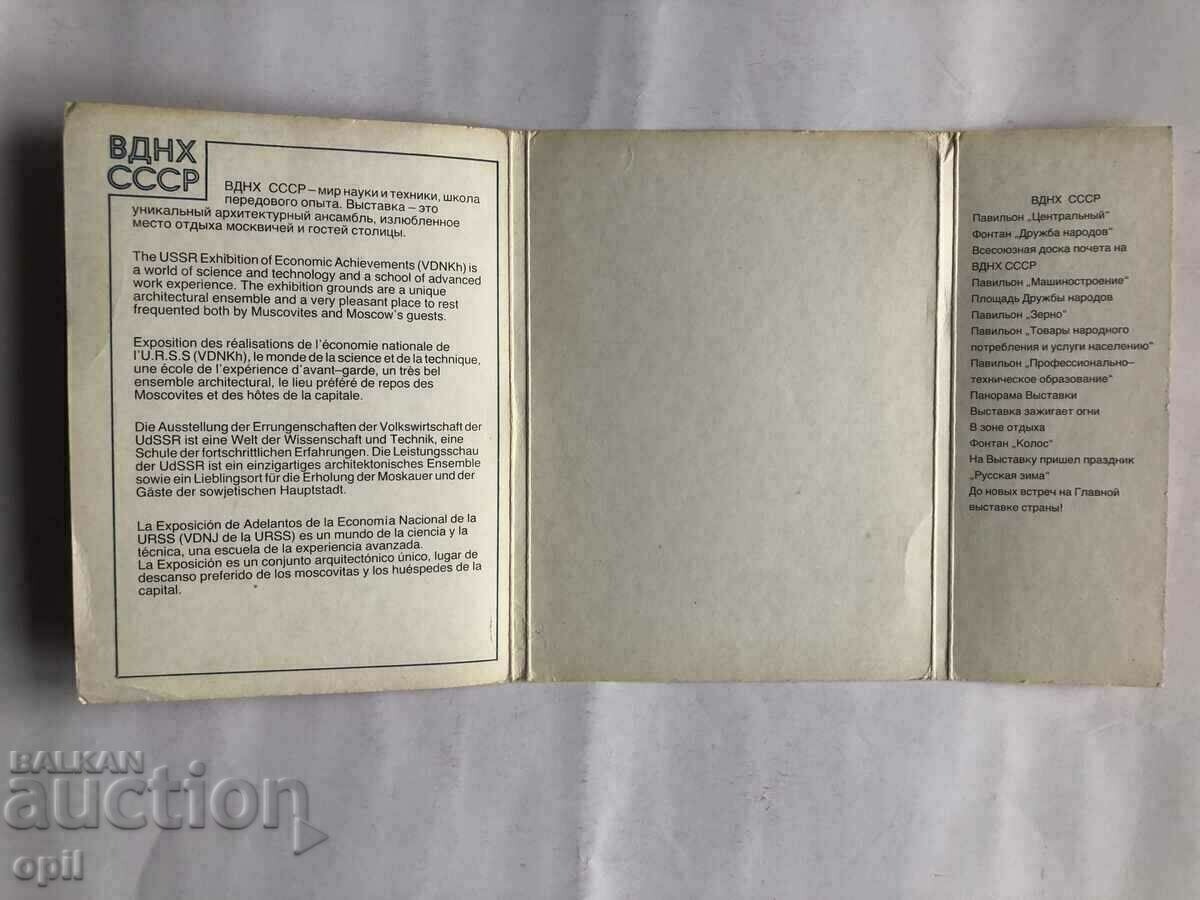 ВДНХ
СССР
ВДНХ СССР – мир науки и техники, школа
передового опыта. Выставка – это
уникальный архитектурный ансамбль, излюбленное
место отдыха москвичей и гостей столицы.
The USSR Exhibition of Economic Achievements (VDNKh) is
a world of science and technology and a school of advanced
work experience. The exhibition grounds are a unique
architectural ensemble and a very pleasant place to rest
frequented both by Muscovites and Moscow's guests.
Exposition des réalisations de l'économie nationale de
l'U.R.S.S (VDNKh), le monde de la science et de la technique,
une école de l'expérience d'avant–garde, un très bel
ensemble architectural, le lieu préféré de repos des
Moscovites et des hôtes de la capitale.
Die Ausstellung der Errungenschaften der Volkswirtschaft der
UdSSR ist eine Welt der Wissenschaft und Technik, eine
Schule der fortschrittlichen Erfahrungen. Die Leistungsschau
der UdSSR ist ein einzigartiges architektonisches Ensemble
sowie ein Lieblingsort für die Erholung der Moskauer und der
Gäste der sowjetischen Hauptstadt.
La Exposición de Adelantos de la Economía Nacional de la
URSS (VDNJ de la URSS) es un mundo de la ciencia y la
técnica, una escuela de la experiencia avanzada.
La Exposición es un conjunto arquitectónico único, lugar de
descanso preferido de los moscovitas y los huéspedes de la
capital.
ВДНХ СССР
Павильон „Центральный"
Фонтан „Дружба народов"
Всесоюзная доска почета на
ВДНХ СССР
Павильон „Машиностроение"
Площадь Дружбы народов
Павильон „Зерно"
Павильон „Товары народного
потребления и услуги населению"
Павильон „Профессионально–
техническое образование"
Панорама Выставки
Выставка зажигает огни
В зоне отдыха
Фонтан „Колос"
На Выставку пришел праздник
„Русская зима"
До новых встреч на Главной
выставке страны!
BALKAN
auction
opil